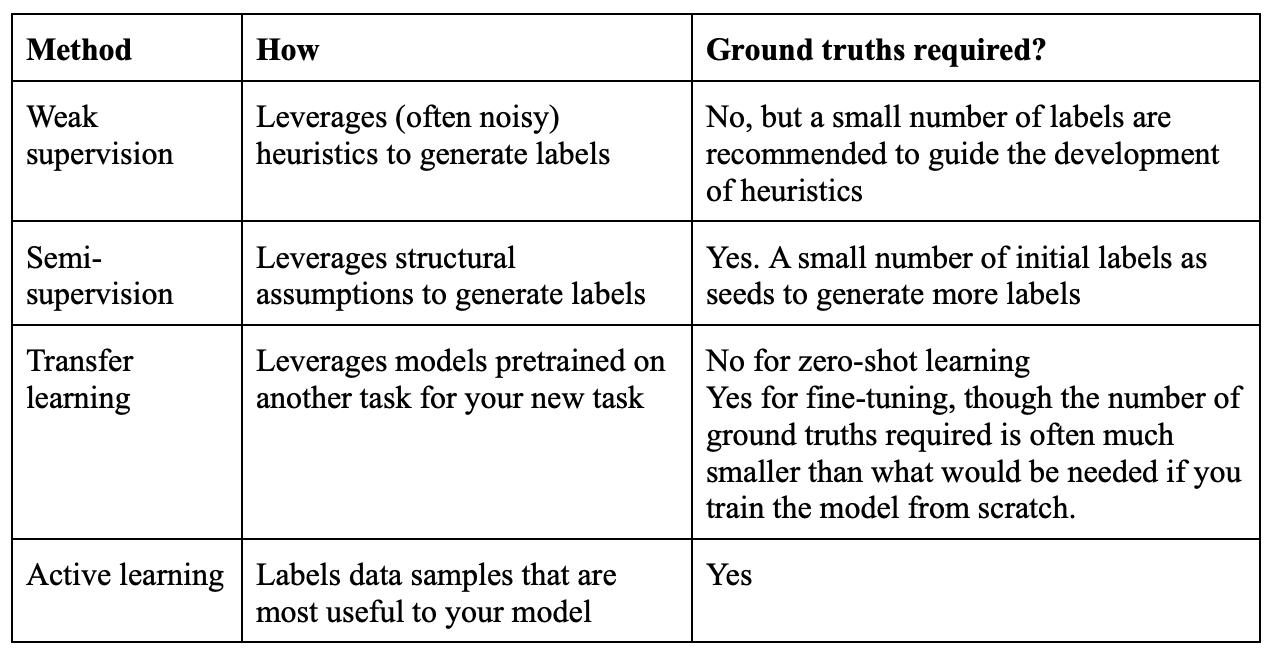 Method
How
Ground truths required?
Weak
supervision
Leverages (often noisy)
heuristics to generate labels
No, but a small number of labels are
recommended to guide the development
of heuristics
Semi-
supervision
Leverages structural
assumptions to generate labels
Yes. A small number of initial labels as
seeds to generate more labels
Transfer
learning
Leverages models pretrained on
another task for your new task
No for zero-shot learning
Yes for fine-tuning, though the number of
ground truths required is often much
smaller than what would be needed if you
train the model from scratch.
Active learning
Labels data samples that are
most useful to your model
Yes